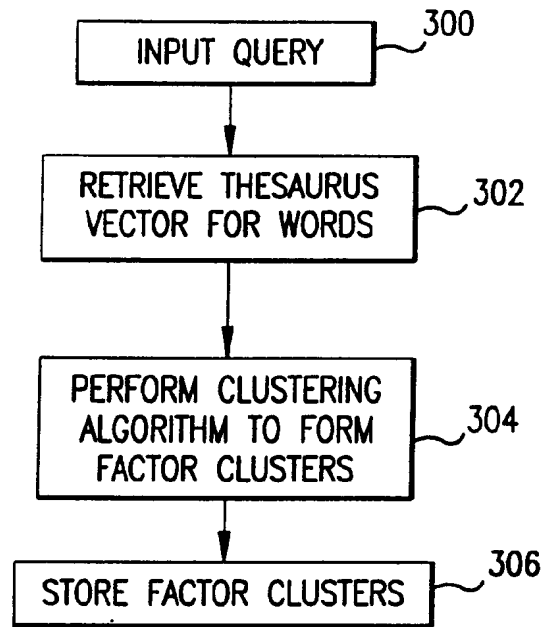 INPUT QUERY
300
RETRIEVE THESAURUS
VECTOR FOR WORDS
302
PERFORM CLUSTERING
ALGORITHM TO FORM
FACTOR CLUSTERS
304
STORE FACTOR CLUSTERS
306